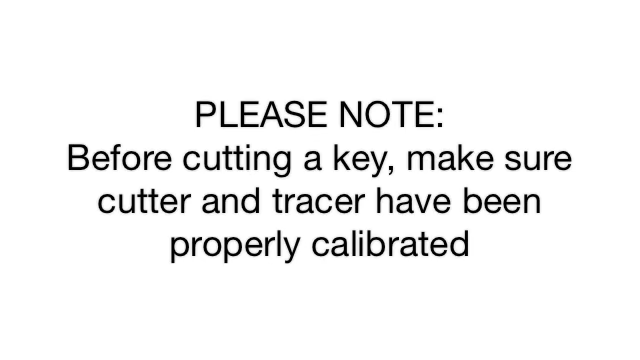 PLEASE NOTE:
Before cutting a key, make sure
cutter and tracer have been
properly calibrated